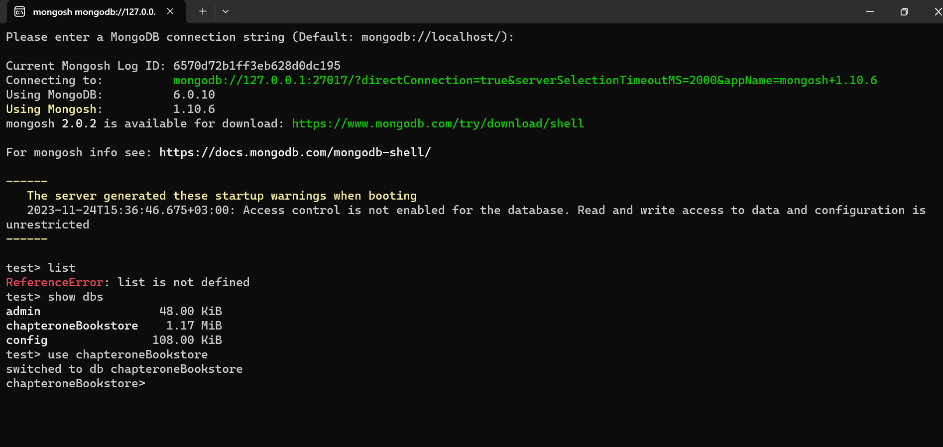 mongosh mongodb://127.0.0.
Please enter a MongoDB connection string (Default: mongodb://localhost/):
Current Mongosh Log ID: 6570d72b1ff3eb628d0dc195
Connecting to: mongodb://127.0.0.1:27017/?directConnection=true&serverSelectionTimeoutMS=2000&appName=mongosh+1.10.6
Using MongoDB: 6.0.10
Using Mongosh: 1.10.6
mongosh 2.0.2 is available for download: https://www.mongodb.com/try/download/shell
For mongosh info see: https://docs.mongodb.com/mongodb-shell/
------
The server generated these startup warnings when booting
2023-11-24T15:36:46.675+03:00: Access control is not enabled for the database. Read and write access to data and configuration is
unrestricted
------
test> list
ReferenceError: list is not defined
test> show dbs
admin 48.00 KiB
chapteroneBookstore 1.17 MiB
config 108.00 KiB
test> use chapteroneBookstore
switched to db chapteroneBookstore
chapteroneBookstore>